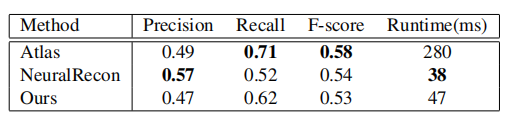 Method Precision Recall F-score Runtime(ms)
Atlas 0.49 0.71 0.58 280
NeuralRecon 0.57 0.52 0.54 38
Ours 0.47 0.62 0.53 47